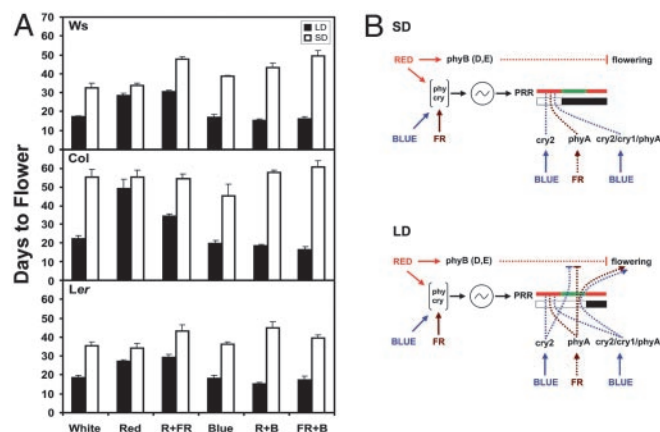 A
B
Days to Flower
Ws
LD
SD
70
60
50
40
30
20
10
0
Col
60
50
40
30
20
10
0
Ler
60
50
40
30
20
10
0
White Red R+FR Blue R+B FR+B
SD
RED phyB (D,E) flowering
phy
cry
PRR
BLUE FR
cry2 phyA cry2/cry1/phyA
BLUE FR BLUE
LD
RED phyB (D,E) flowering
phy
cry
PRR
BLUE FR
cry2 phyA cry2/cry1/phyA
BLUE FR BLUE